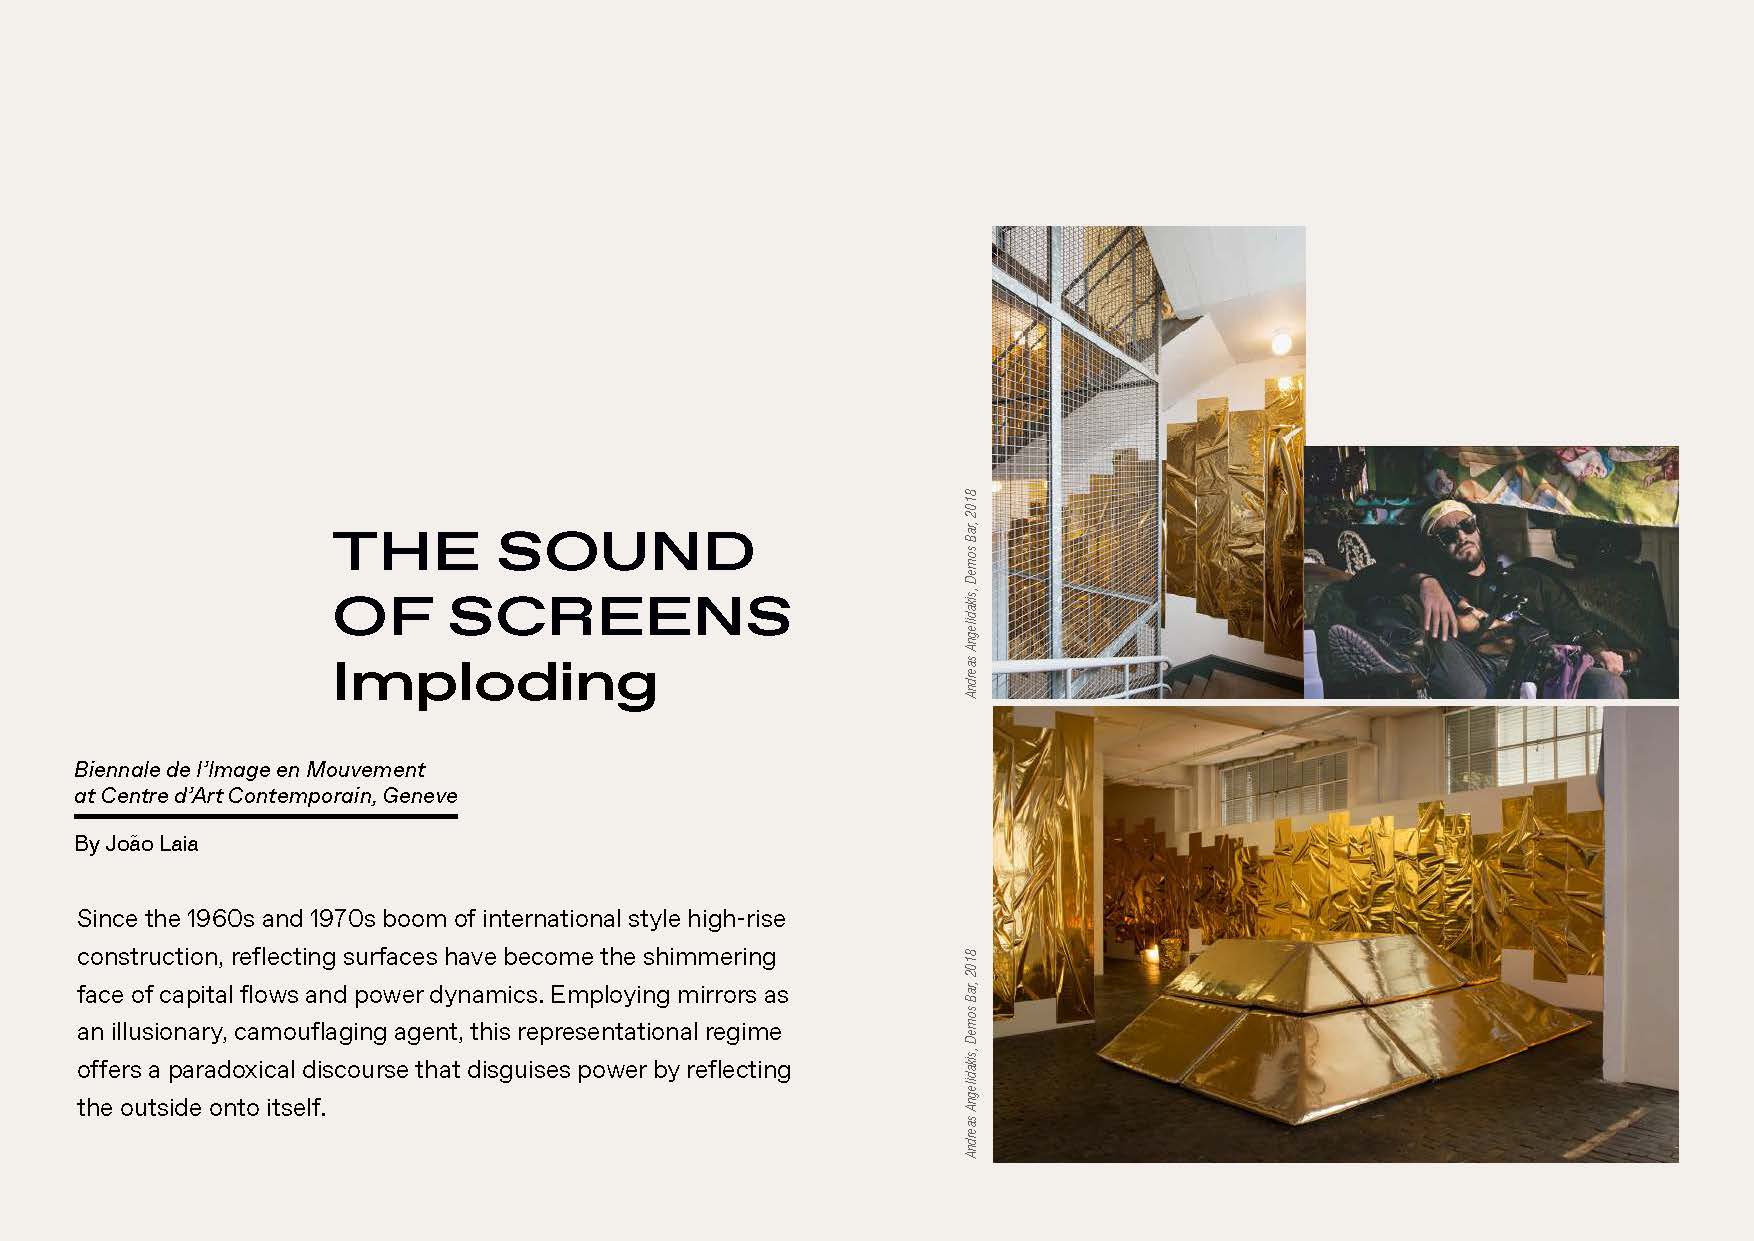 THE SOUND
OF SCREENS
Imploding
Biennale de l’Image en Mouvement
at Centre d’Art Contemporain, Geneve
By João Laia
Since the 1960s and 1970s boom of international style high-rise
construction, reflecting surfaces have become the shimmering
face of capital flows and power dynamics. Employing mirrors as
an illusionary, camouflaging agent, this representational regime
offers a paradoxical discourse that disguises power by reflecting
the outside onto itself.
Andreas Angelidakis, Demos Bar, 2018
Andreas Angelidakis, Demos Bar, 2018